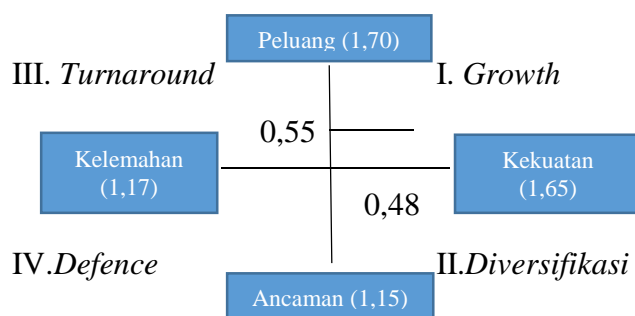 Peluang (1,70)
III. Turnaround
I. Growth
0,55
Kelemahan
(1,17)
Kekuatan
(1,65)
0,48
IV.Defence
II.Diversifikasi
Ancaman (1,15)